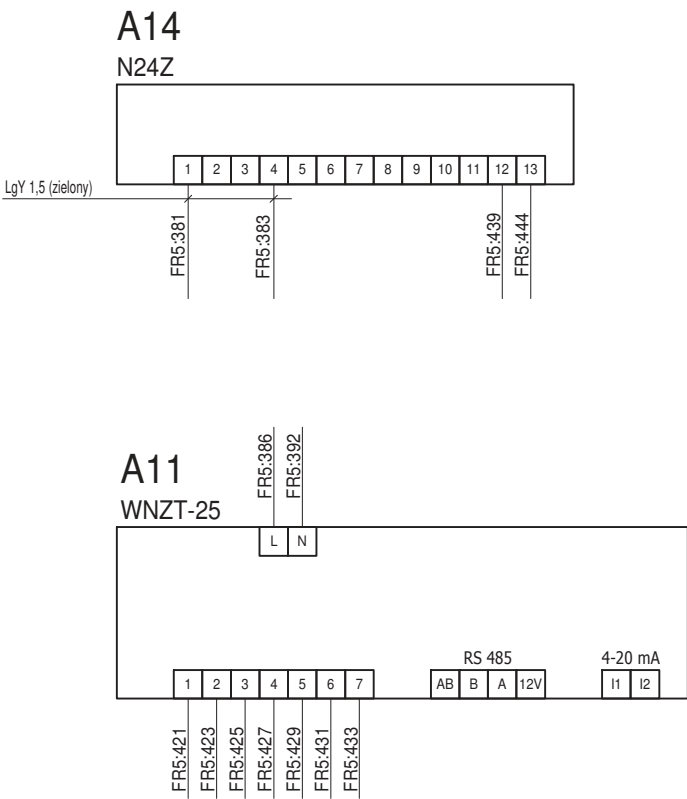 A14
N24Z
1 2 3 4 5 6 7 8 9 10 11 12 13
LgY 1,5 (zielony)
FR5:381
FR5:383
FR5:439
FR5:444
FR5:386
FR5:392
A11
WNZT-25
L N
RS 485
4-20 mA
1 2 3 4 5 6 7
AB B A 12V
I1 I2
FR5:421
FR5:423
FR5:425
FR5:427
FR5:429
FR5:431
FR5:433